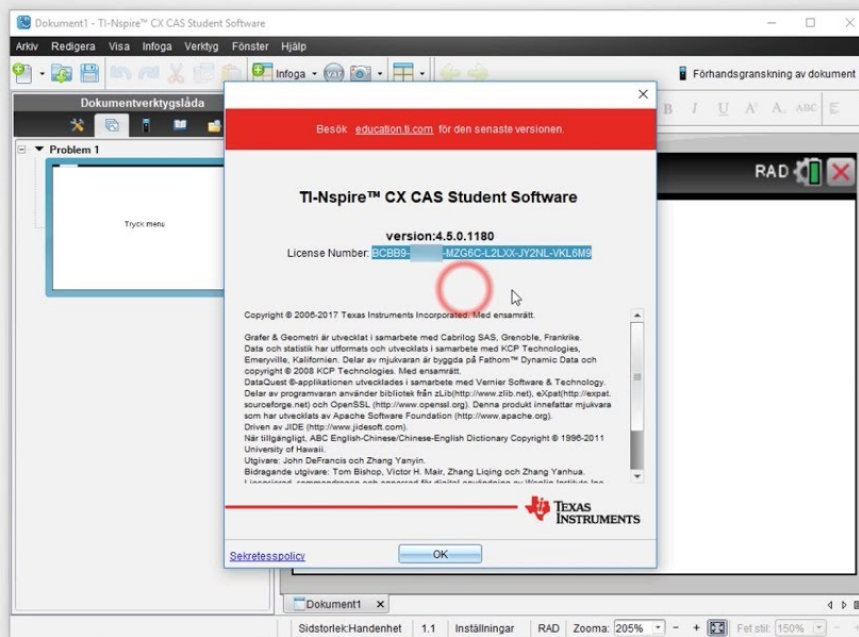 Dokument1 - TI-Nspire™ CX CAS Student Software
Arkiv Redigera Visa Infoga Verktyg Fönster Hjälp
Infoga
var
Förhandsgranskning av dokument
Dokumentverktygslåda
B I U A A ABC
Problem 1
Tryck menu
RAD
Besök education.ti.com för den senaste versionen.
TI-Nspire™ CX CAS Student Software
version:4.5.0.1180
License Number: BCBB9- -MZG6C-L2LXX-JY2NL-VKL6M9
Copyright © 2006-2017 Texas Instruments Incorporated. Med ensamrätt.
Grafer & Geometri är utvecklat i samarbete med Cabrilog SAS, Grenoble, Frankrike.
Data och statistik har utformats och utvecklats i samarbete med KCP Technologies,
Emeryville, Kalifornien. Delar av mjukvaran är byggda på Fathom™ Dynamic Data och
copyright © 2008 KCP Technologies. Med ensamrätt.
DataQuest ®-applikationen utvecklades i samarbete med Vernier Software & Technology.
Delar av programvaran använder bibliotek från zLib(http://www.zlib.net), eXpat(http://expat.
sourceforge.net) och OpenSSL (http://www.openssl.org). Denna produkt innefattar mjukvara
som har utvecklats av Apache Software Foundation (http://www.apache.org).
Driven av JIDE (http://www.jidesoft.com).
När tillgängligt, ABC English-Chinese/Chinese-English Dictionary Copyright © 1996-2011
University of Hawaii.
Utgivare: John DeFrancis och Zhang Yanyin.
Bidragande utgivare: Tom Bishop, Victor H. Mair, Zhang Liqing och Zhang Yanhua.
TEXAS
INSTRUMENTS
Sekretesspolicy
OK
Dokument1
Sidstorlek:Handenhet 1.1 Inställningar RAD Zooma: 205% - + Fet stil: 150% - +